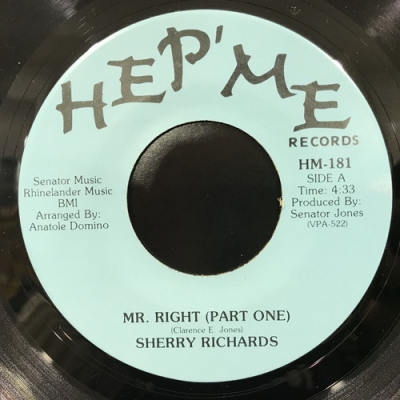 HEP' ME
RECORDS
HM-181
SIDE A
Time: 4:33
Produced By:
Senator Jones
(VPA-522)
Senator Music
Rhinelander Music
BMI
Arranged By:
Anatole Domino
MR. RIGHT (PART ONE)
(Clarence E. Jones)
SHERRY RICHARDS